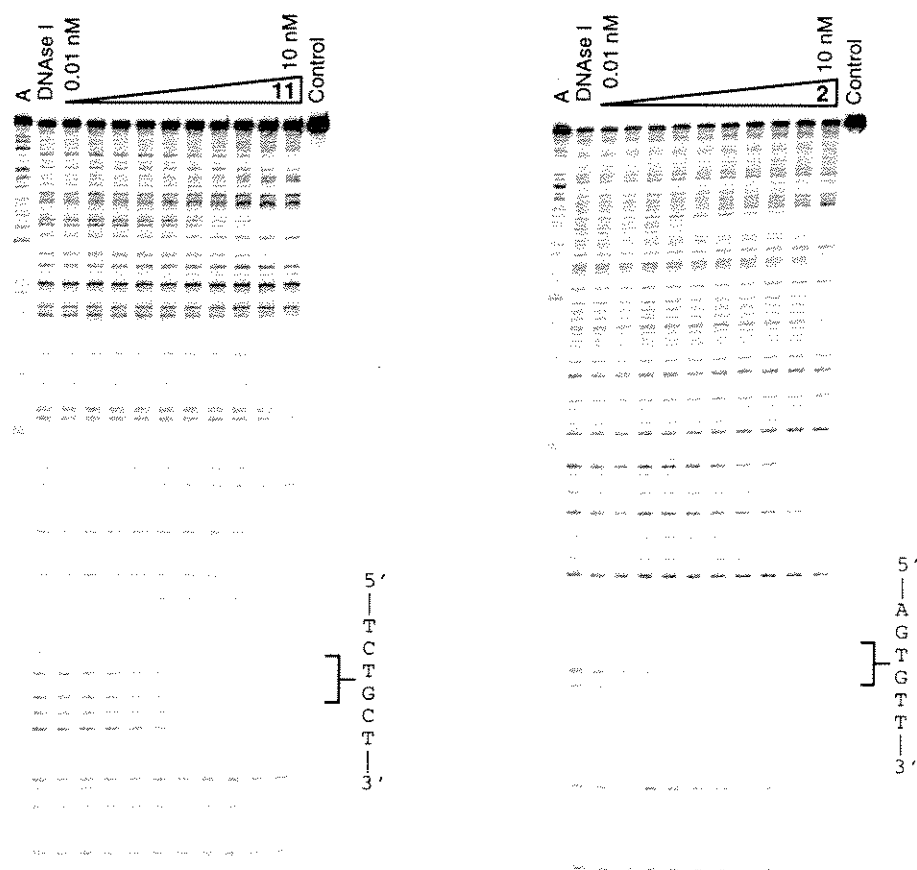 A
DNAse I
0.01 nM
10 nM
11
Control
5′
T
C
T
G
C
T
3′
A
DNAse I
0.01 nM
10 nM
2
Control
5′
A
G
T
G
T
T
3′